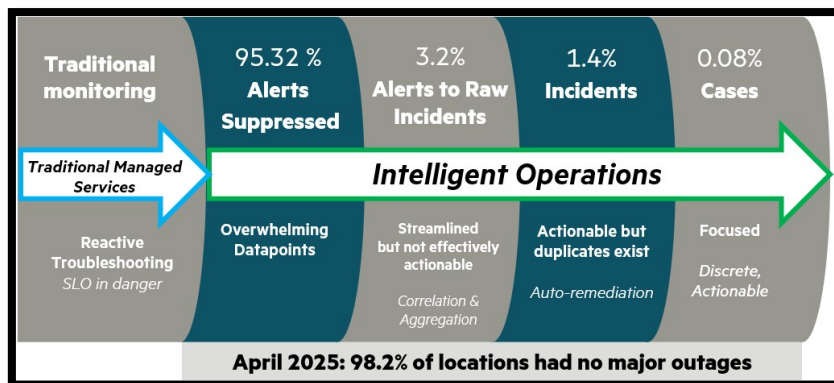 Traditional
monitoring
95.32 %
Alerts
Suppressed
3.2%
Alerts to Raw
Incidents
1.4%
Incidents
0.08%
Cases
Traditional Managed
Services
Intelligent Operations
Reactive
Troubleshooting
SLO in danger
Overwhelming
Datapoints
Streamlined
but not effectively
actionable
Correlation &
Aggregation
Actionable but
duplicates exist
Auto-remediation
Focused
Discrete,
Actionable
April 2025: 98.2% of locations had no major outages